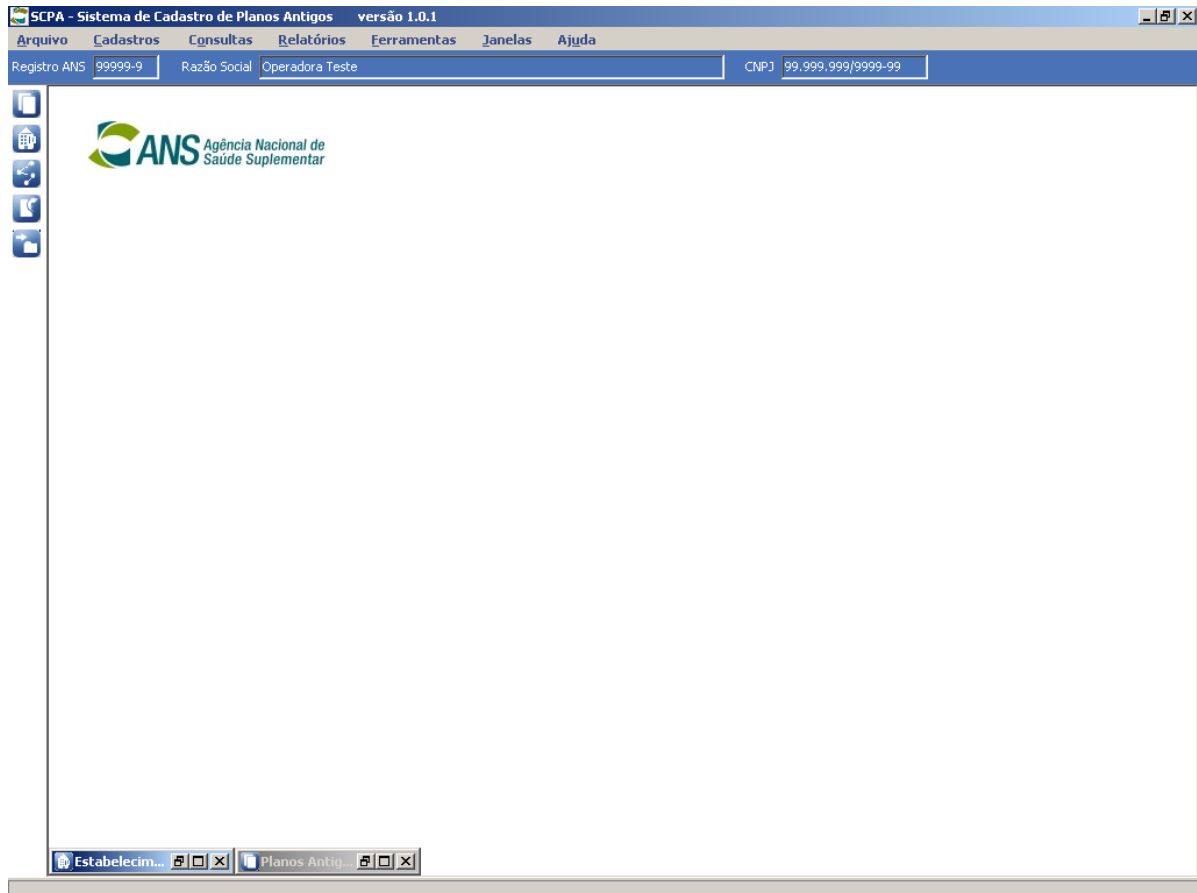 SCPA - Sistema de Cadastro de Planos Antigos versão 1.0.1
Arquivo Cadastros Consultas Relatórios Ferramentas Janelas Ajuda
Registro ANS 99999-9 Razão Social Operadora Teste CNPJ 99.999.999/9999-99
ANS Agência Nacional de
Saúde Suplementar
Estabelecim... Planos Antig...